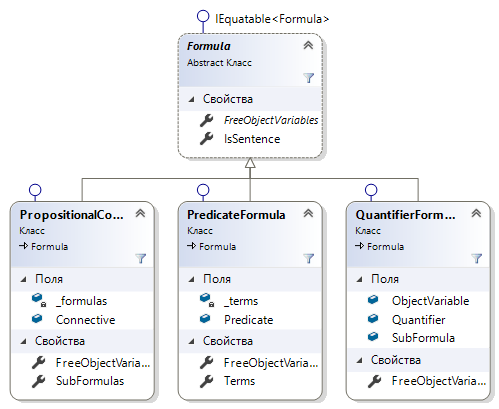 IEquatable<Formula>
Formula
Abstract Класс
Свойства
FreeObjectVariables
IsSentence
PropositionalCo...
Класс
Formula
Поля
_formulas
Connective
Свойства
FreeObjectVaria...
SubFormulas
PredicateFormula
Класс
Formula
Поля
_terms
Predicate
Свойства
FreeObjectVaria...
Terms
QuantifierForm...
Класс
Formula
Поля
ObjectVariable
Quantifier
SubFormula
Свойства
FreeObjectVaria...